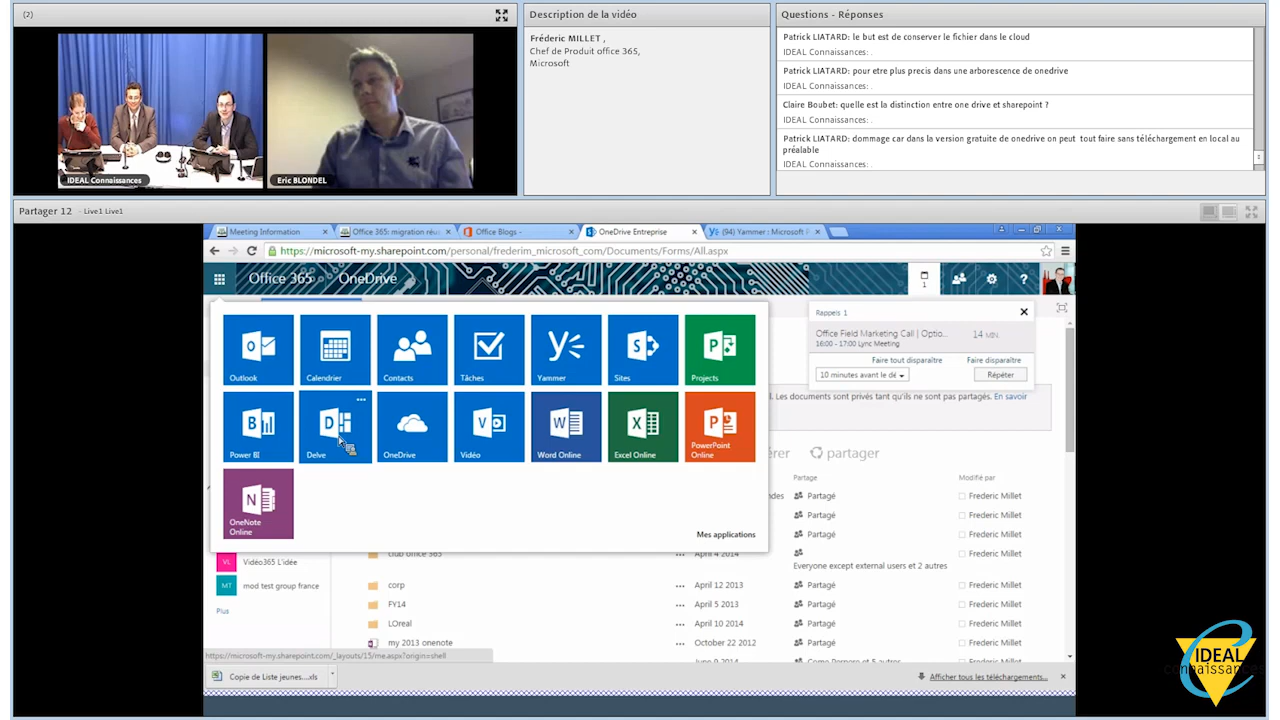 (2)
IDEAL Connaissances
Eric BLONDEL
Description de la vidéo
Fréderic MILLET ,
Chef de Produit office 365,
Microsoft
Questions - Réponses
Patrick LIATARD: le but est de conserver le fichier dans le cloud
IDEAL Connaissances: .
Patrick LIATARD: pour etre plus precis dans une arborescence de onedrive
IDEAL Connaissances: .
Claire Boubet: quelle est la distinction entre one drive et sharepoint ?
IDEAL Connaissances: .
Patrick LIATARD: dommage car dans la version gratuite de onedrive on peut tout faire sans téléchargement en local au
préalable
IDEAL Connaissances: .
Partager 12 - Live1 Live1
Meeting Information
Office 365: migration réu
Office Blogs -
OneDrive Entreprise
(94) Yammer : Microsoft F
https://microsoft-my.sharepoint.com/personal/frederim_microsoft_com/Documents/Forms/All.aspx
Office 365 OneDrive
1
?
Outlook
Calendrier
Contacts
Tâches
Yammer
Sites
Projects
Power BI
Delve
OneDrive
Vidéo
Word Online
Excel Online
PowerPoint
Online
OneNote
Online
Mes applications
Rappels 1
Office Field Marketing Call | Optio... 14 MIN.
16:00 - 17:00 Lync Meeting
Faire tout disparaître Faire disparaître
10 minutes avant le dé Répéter
l. Les documents sont privés tant qu'ils ne sont pas partagés. En savoir
érer partager
Partage Modifié par
Partagé Frederic Millet
Partagé Frederic Millet
Partagé Frederic Millet
club office 365 April 4 2014 Frederic Millet
Everyone except external users et 2 autres
corp ... April 12 2013 Partagé Frederic Millet
FY14 ... April 5 2013 Partagé Frederic Millet
LOreal ... April 10 2014 Partagé Frederic Millet
my 2013 onenote ... October 22 2012 Partagé Frederic Millet
VL Vidéo365 L'idée
MT mod test group france
Plus
https://microsoft-my.sharepoint.com/_layouts/15/me.aspx?origin=shell
Copie de Liste jeunes....xls
Afficher tous les téléchargements...
IDEAL
connaissances